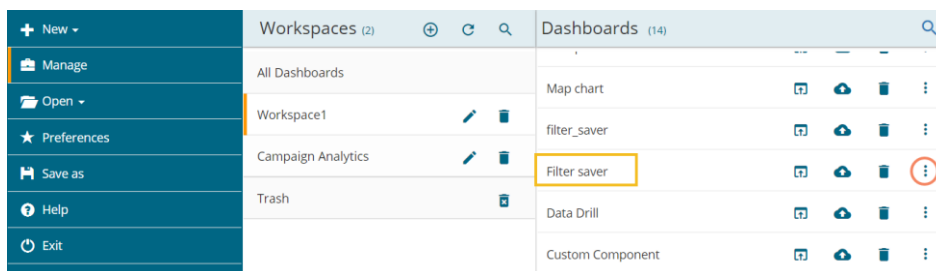 New
Manage
Open
Preferences
Save as
Help
Exit
Workspaces (2)
All Dashboards
Workspace1
Campaign Analytics
Trash
Dashboards (14)
Map chart
filter_saver
Filter saver
Data Drill
Custom Component